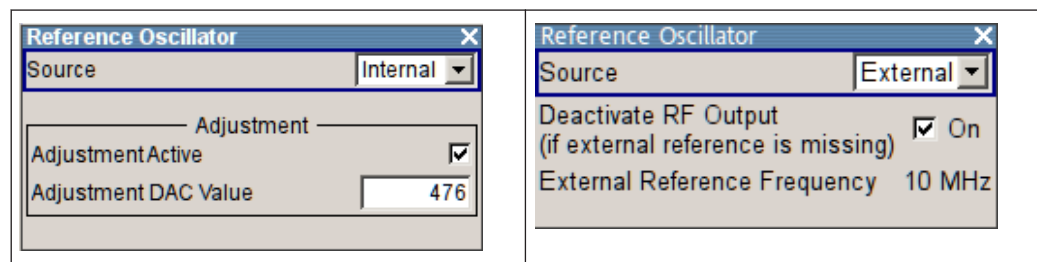 Reference Oscillator
Source Internal
Adjustment
Adjustment Active
Adjustment DAC Value 476
Reference Oscillator
Source External
Deactivate RF Output
(if external reference is missing) On
External Reference Frequency 10 MHz